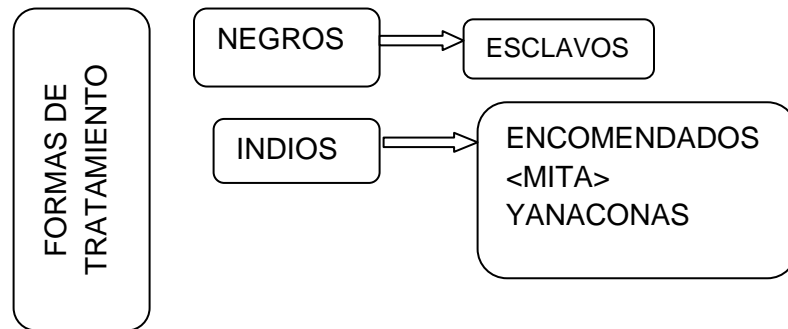 FORMAS DE
TRATAMIENTO
NEGROS
ESCLAVOS
INDIOS
ENCOMENDADOS
<MITA>
YANACONAS